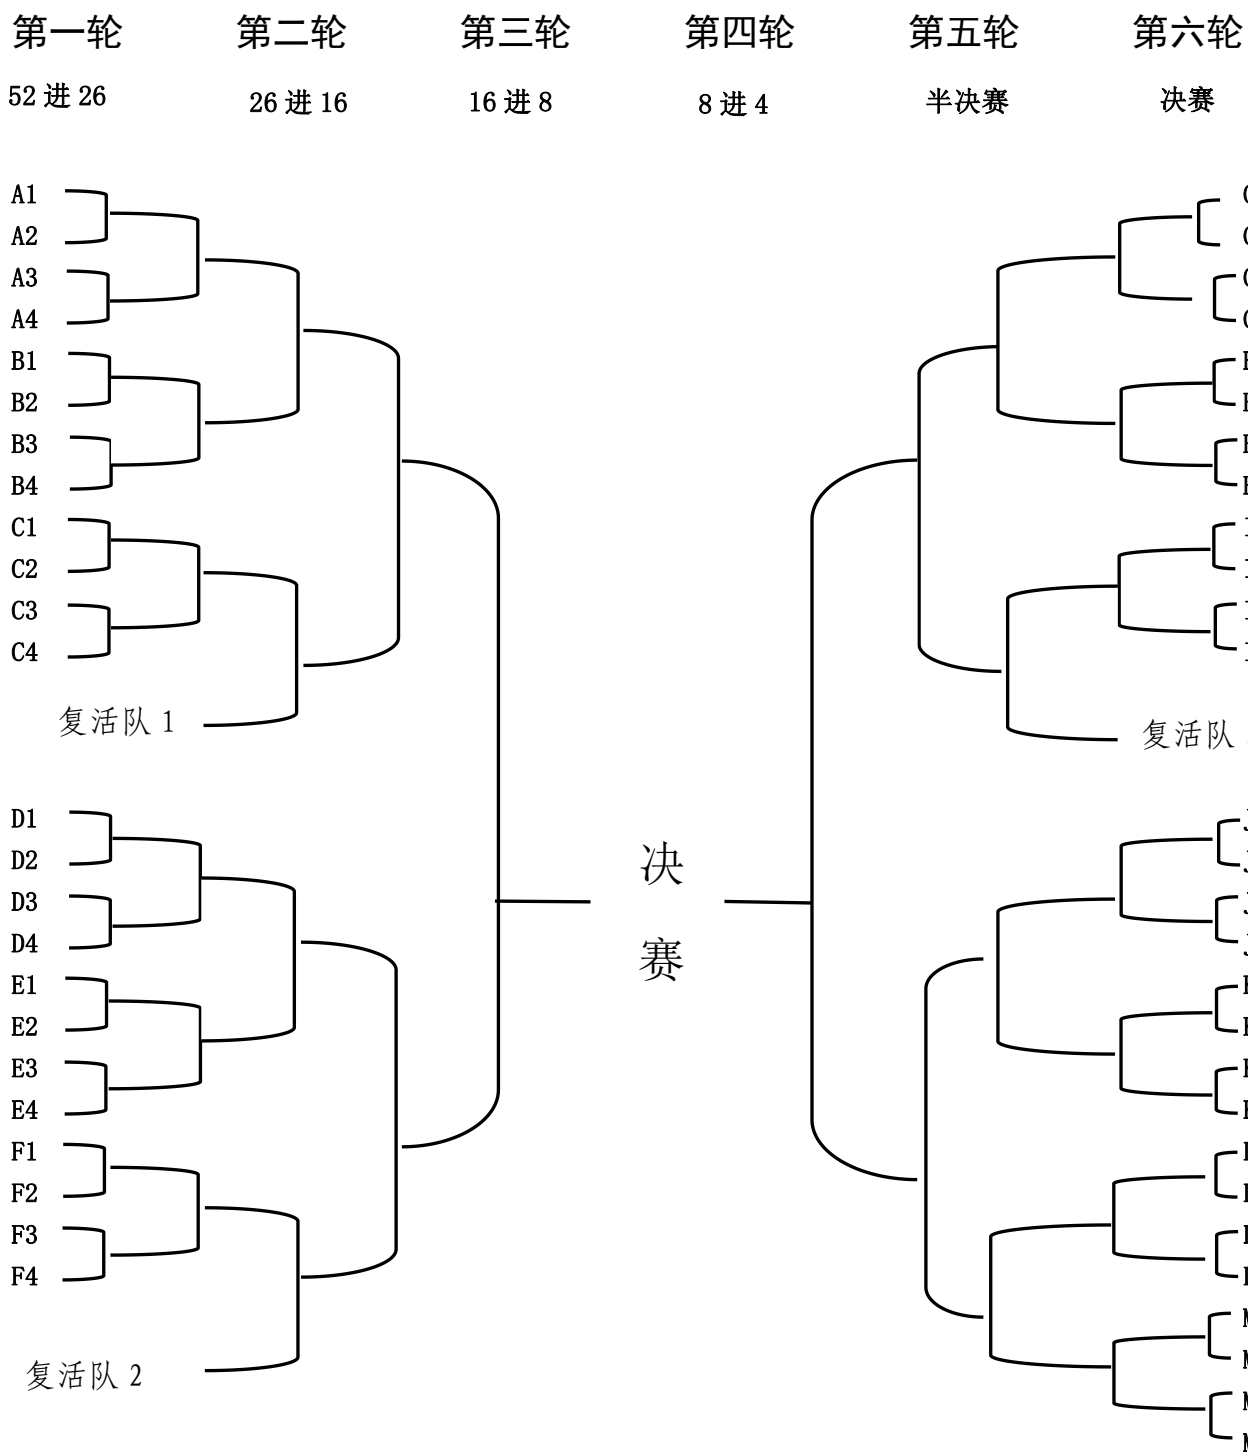 第一轮 第二轮 第三轮 第四轮 第五轮 第六轮
52 进 26 26 进 16 16 进 8 8 进 4 半决赛 决赛
A1
A2
A3
A4
B1
B2
B3
B4
C1
C2
C3
C4
复活队 1
复活队
D1
D2
D3
D4
决
赛
E1
E2
E3
E4
F1
F2
F3
F4
复活队 2